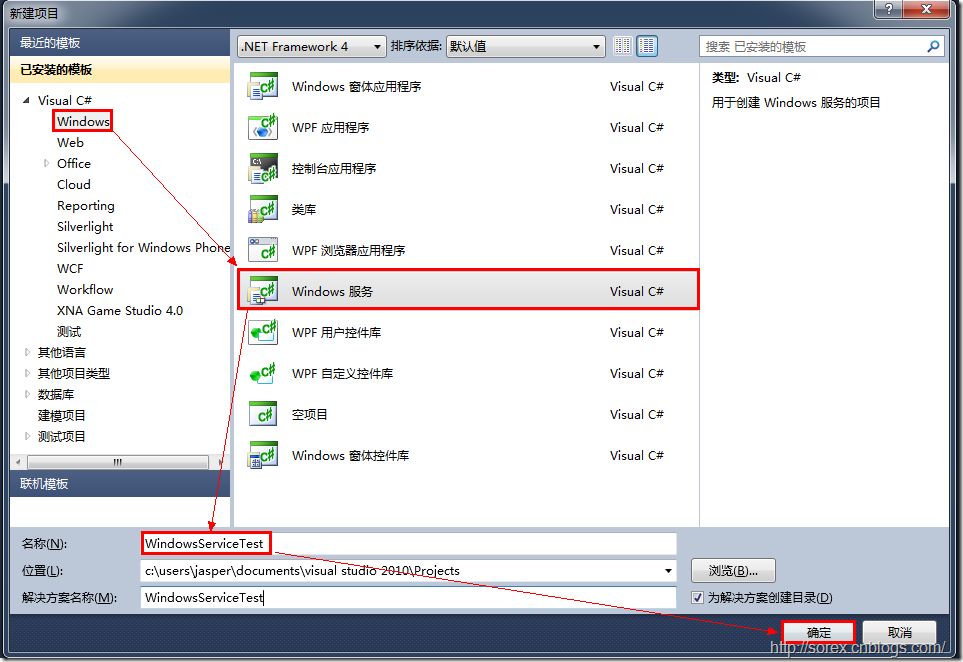 新建项目
最近的模板
已安装的模板
Visual C#
Windows
Web
Office
Cloud
Reporting
Silverlight
Silverlight for Windows Phone
WCF
Workflow
XNA Game Studio 4.0
测试
其他语言
其他项目类型
数据库
建模项目
测试项目
联机模板
.NET Framework 4 排序依据: 默认值
Windows 窗体应用程序 Visual C#
WPF 应用程序 Visual C#
控制台应用程序 Visual C#
类库 Visual C#
WPF 浏览器应用程序 Visual C#
Windows 服务 Visual C#
WPF 用户控件库 Visual C#
WPF 自定义控件库 Visual C#
空项目 Visual C#
Windows 窗体控件库 Visual C#
搜索 已安装的模板
类型: Visual C#
用于创建 Windows 服务的项目
名称(N): WindowsServiceTest
位置(L): c:\users\jasper\documents\visual studio 2010\Projects 浏览(B)...
解决方案名称(M): WindowsServiceTest 为解决方案创建目录(D)
确定 取消
http://sorex.cnblogs.com/